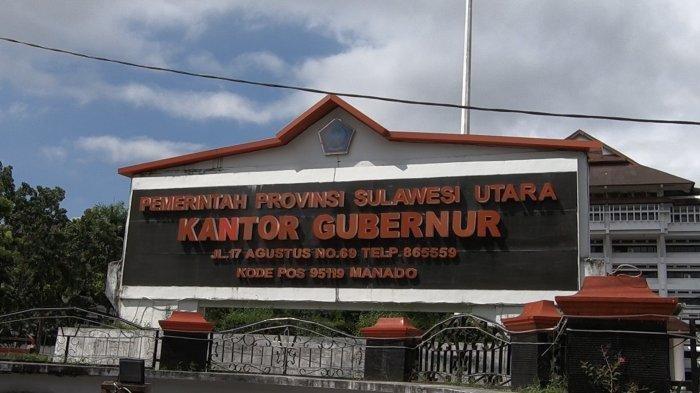 PEMERINTAH PROVINSI SULAWESI UTARA
KANTOR GUBERNUR
JL.17 AGUSTUS NO.69 TELP. 865559
KODE POS 95119 MANADO